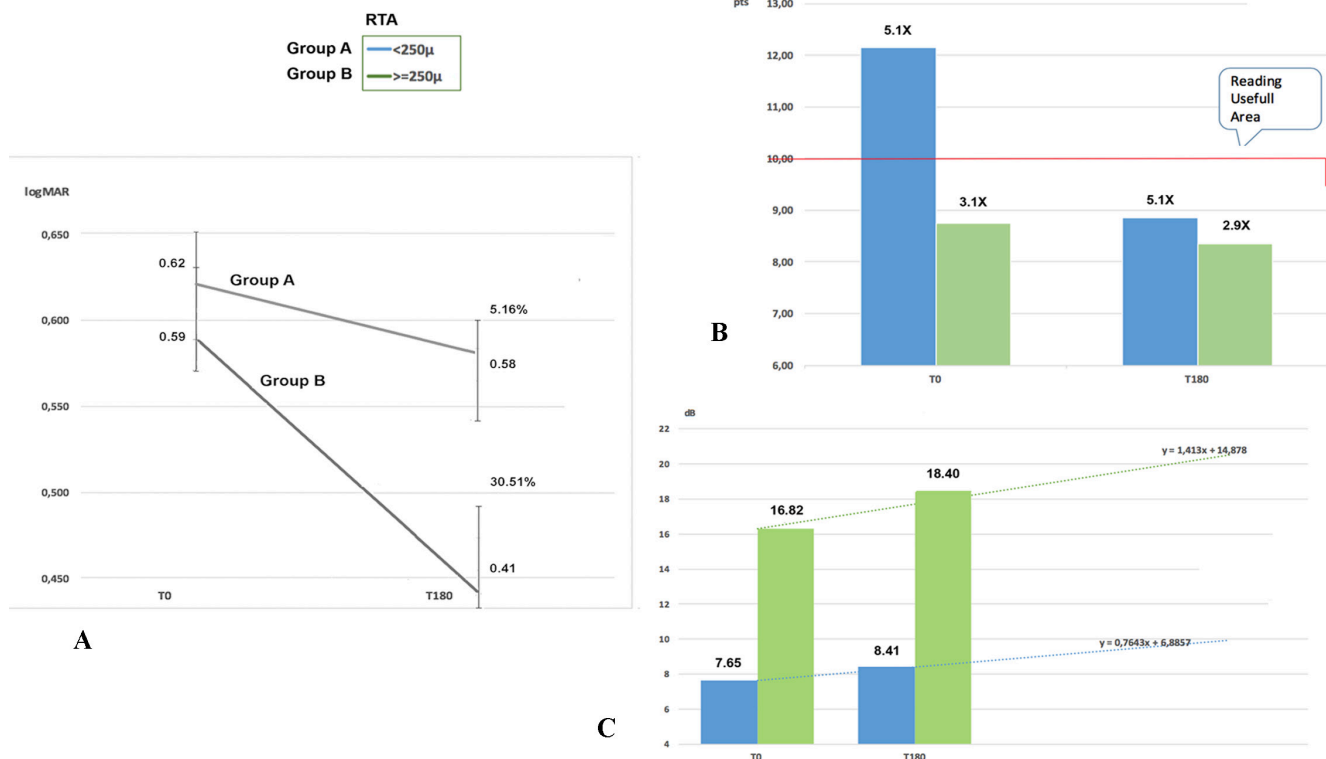 RTA
Group A <250µ
Group B >=250µ
logMAR
0,650
0,600
0,550
0,500
0,450
0.62
0.59
Group A
Group B
5.16%
0.58
30.51%
0.41
T0
T180
A
pts
13,00
12,00
11,00
10,00
9,00
8,00
7,00
6,00
5.1X
3.1X
5.1X
2.9X
Reading
Usefull
Area
T0
T180
B
dB
22
20
18
16
14
12
10
8
6
4
7.65
16.82
8.41
18.40
y = 1,413x + 14,878
y = 0,7643x + 6,8857
T0
T180
C